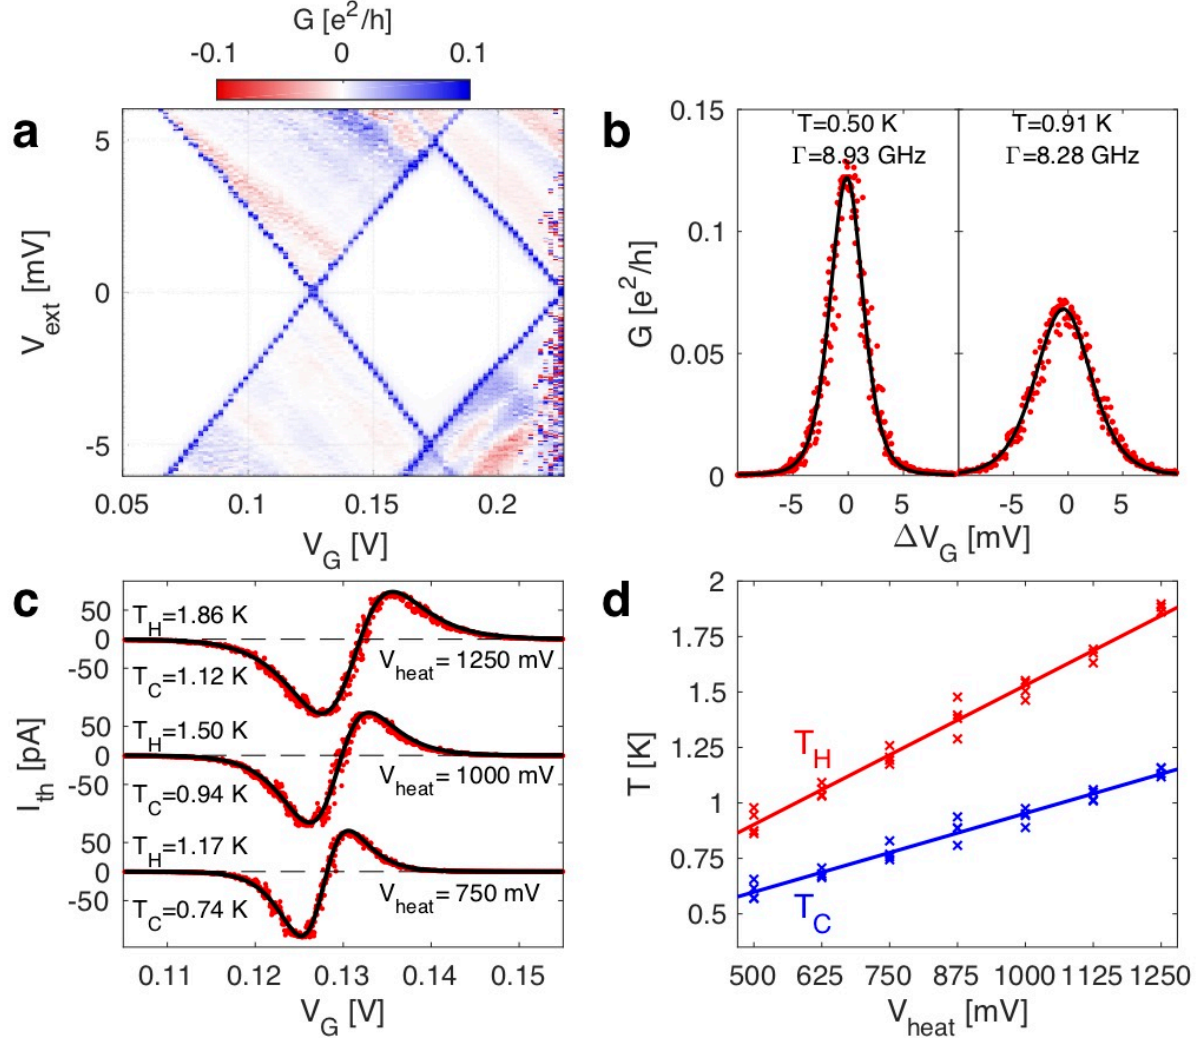 G [e²/h]
-0.1 0 0.1
a
5
0
-5
V_ext [mV]
0.05 0.1 0.15 0.2
V_G [V]
b
T=0.50 K
Γ=8.93 GHz
T=0.91 K
Γ=8.28 GHz
0.15
0.1
0.05
0
G [e²/h]
-5 0 5 -5 0 5
ΔV_G [mV]
c
T_H=1.86 K
V_heat= 1250 mV
T_C=1.12 K
T_H=1.50 K
V_heat= 1000 mV
T_C=0.94 K
T_H=1.17 K
V_heat= 750 mV
T_C=0.74 K
50
0
-50
50
0
-50
50
0
-50
I_th [pA]
0.11 0.12 0.13 0.14 0.15
V_G [V]
d
2
1.75
1.5
1.25
1
0.75
0.5
T [K]
T_H
T_C
500 625 750 875 1000 1125 1250
V_heat [mV]